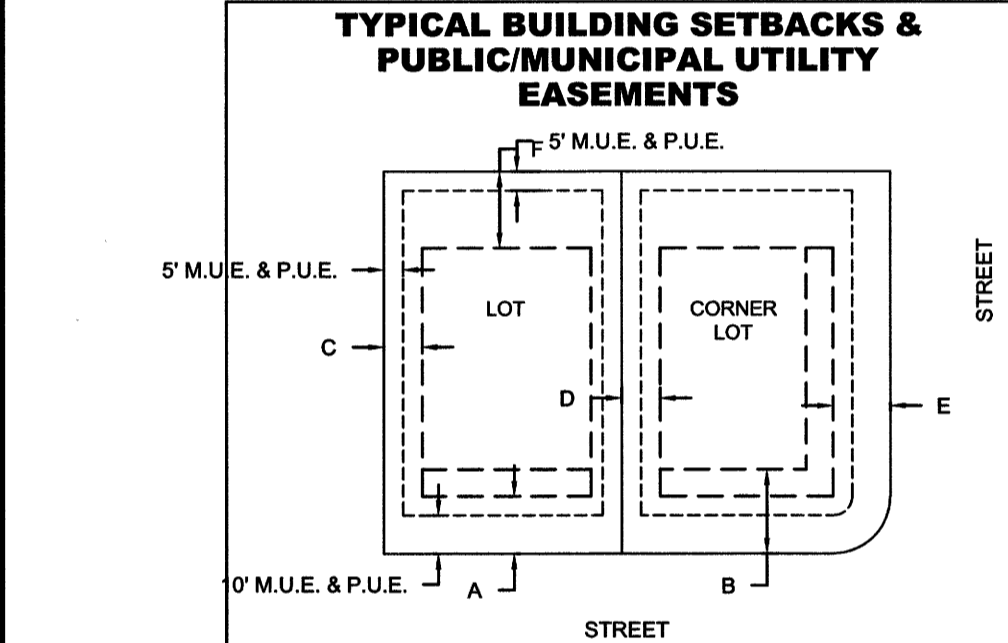 TYPICAL BUILDING SETBACKS &
PUBLIC/MUNICIPAL UTILITY
EASEMENTS
F 5' M.U.E. & P.U.E.
5' M.U.E. & P.U.E.
LOT
CORNER
LOT
STREET
C
D
E
10' M.U.E. & P.U.E.
A
B
STREET